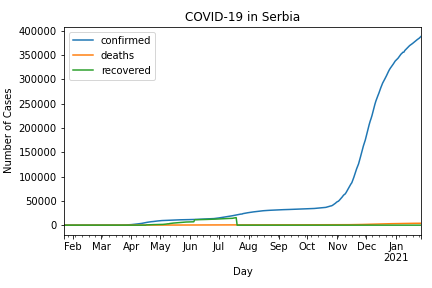 COVID-19 in Serbia
confirmed
deaths
recovered
Number of Cases
400000
350000
300000
250000
200000
150000
100000
50000
0
Feb Mar Apr May Jun Jul Aug Sep Oct Nov Dec Jan
2021
Day